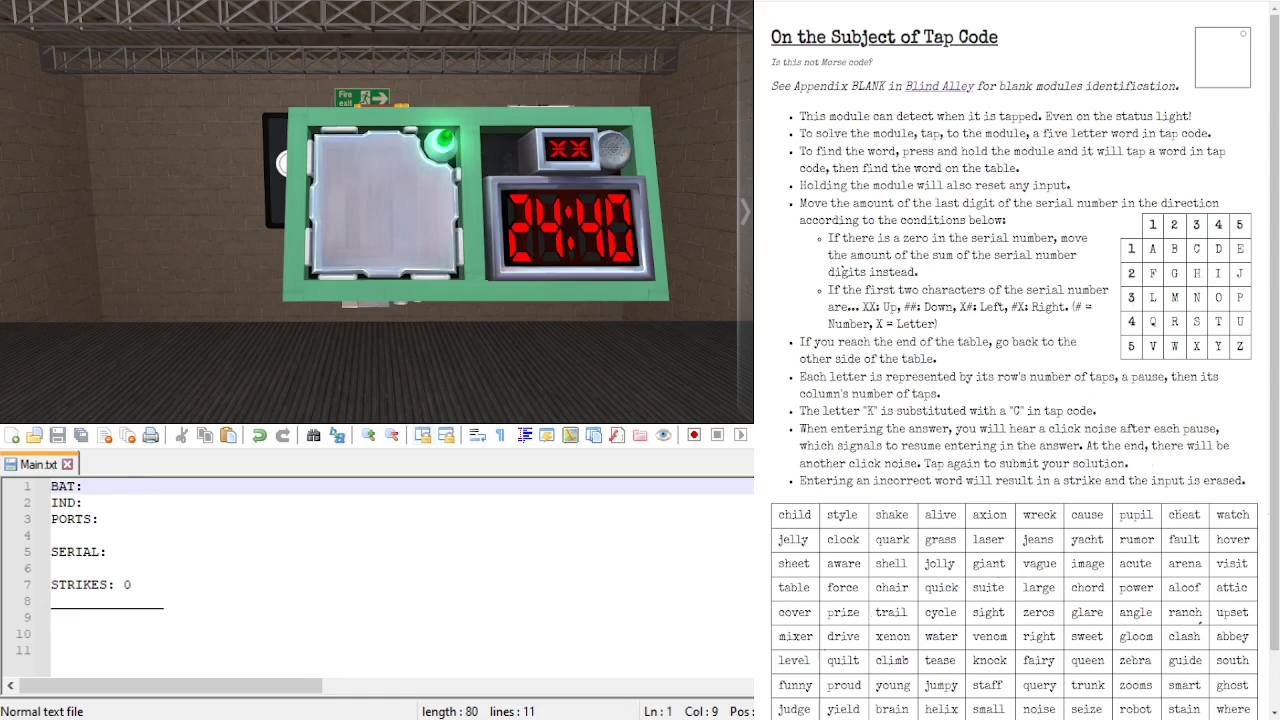 Fire
exit
XX
24:40
On the Subject of Tap Code
Is this not Morse code?
See Appendix BLANK in Blind Alley for blank modules identification.
This module can detect when it is tapped. Even on the status light!
To solve the module, tap, to the module, a five letter word in tap code.
To find the word, press and hold the module and it will tap a word in tap
code, then find the word on the table.
Holding the module will also reset any input.
Move the amount of the last digit of the serial number in the direction
according to the conditions below:
If there is a zero in the serial number, move
the amount of the sum of the serial number
digits instead.
If the first two characters of the serial number
are... XX: Up, ##: Down, X#: Left, #X: Right. (# =
Number, X = Letter)
1 2 3 4 5
1 A B C D E
2 F G H I J
3 L M N O P
4 Q R S T U
5 V W X Y Z
If you reach the end of the table, go back to the
other side of the table.
Each letter is represented by its row's number of taps, a pause, then its
column's number of taps.
The letter "K" is substituted with a "C" in tap code.
When entering the answer, you will hear a click noise after each pause,
which signals to resume entering in the answer. At the end, there will be
another click noise. Tap again to submit your solution.
Entering an incorrect word will result in a strike and the input is erased.
child style shake alive axion wreck cause pupil cheat watch
jelly clock quark grass laser jeans yacht rumor fault hover
sheet aware shell jolly giant vague image acute arena visit
table force chair quick suite large chord power aloof attic
cover prize trail cycle sight zeros glare angle ranch upset
mixer drive xenon water venom right sweet gloom clash abbey
level quilt climb tease knock fairy queen zebra guide south
funny proud young jumpy staff query trunk zooms smart ghost
judge yield brain helix small noise seize robot stain where
Main.txt
1 BAT:
2 IND:
3 PORTS:
4
5 SERIAL:
6
7 STRIKES: 0
8
9
10
11
Normal text file length: 80 lines: 11 Ln: 1 Col: 9 Pos: